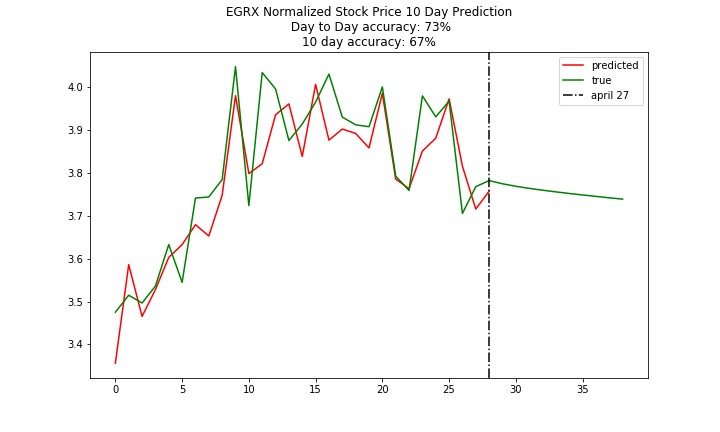 EGRX Normalized Stock Price 10 Day Prediction
Day to Day accuracy: 73%
10 day accuracy: 67%
predicted
true
april 27
4.0
3.9
3.8
3.7
3.6
3.5
3.4
0 5 10 15 20 25 30 35